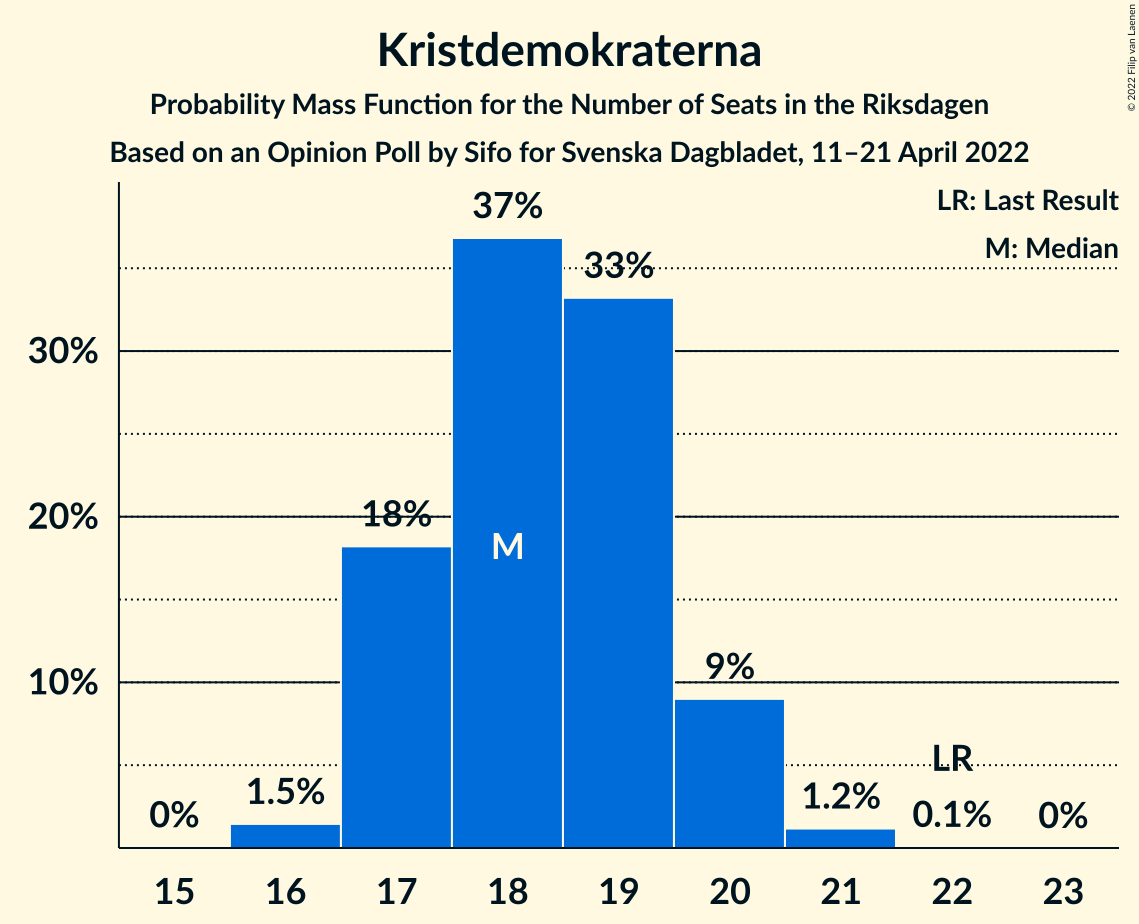 Kristdemokraterna
Probability Mass Function for the Number of Seats in the Riksdagen
Based on an Opinion Poll by Sifo for Svenska Dagbladet, 11–21 April 2022
© 2022 Filip van Laenen
LR: Last Result
M: Median
37%
33%
30%
20%
18%
M
10%
9%
LR
0%
1.5%
1.2%
0.1%
0%
15 16 17 18 19 20 21 22 23